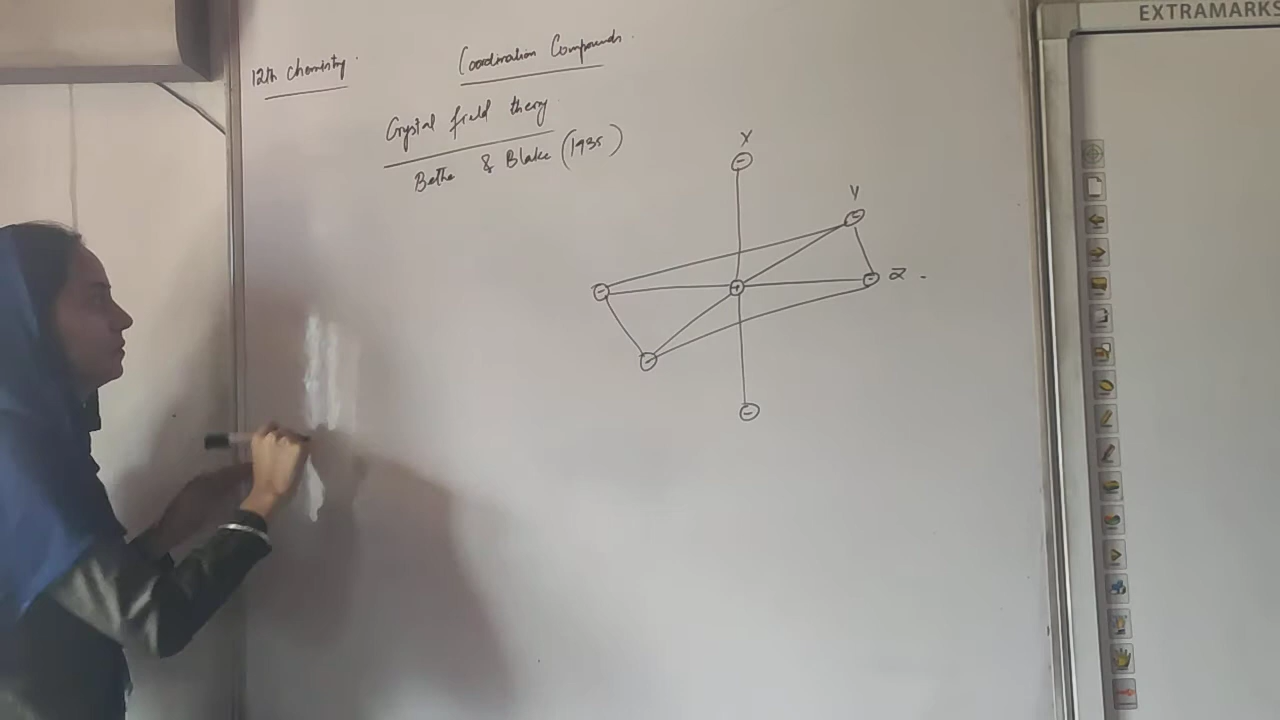 EXTRAMARKS
12th chemistry.
Coordination Compounds.
Crystal field theory
Bethe & Blake (1935)
X
Y
Z.